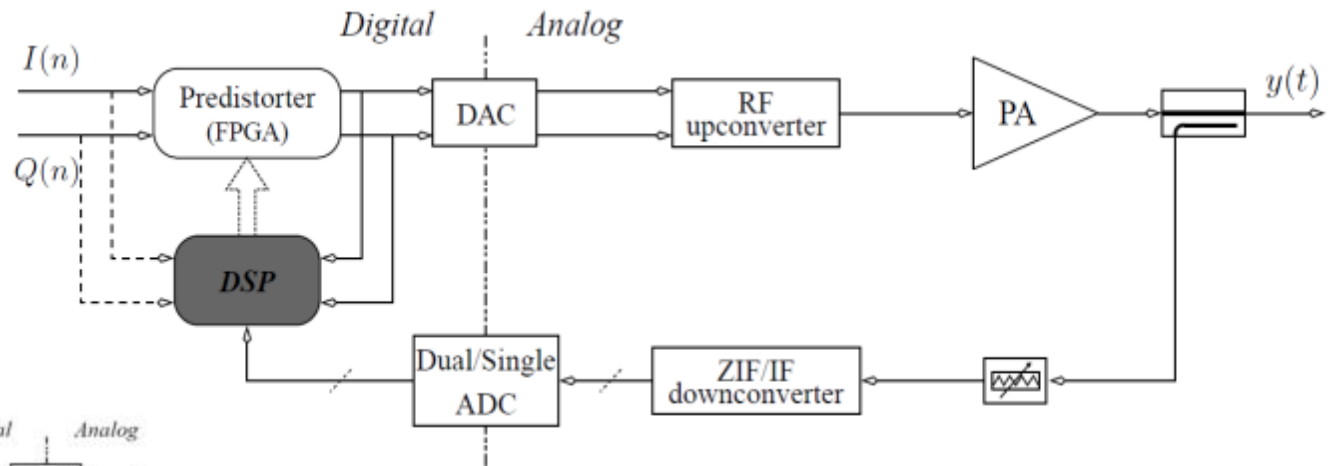 Digital
Analog
I(n)
Q(n)
Predistorter
(FPGA)
DAC
RF
upconverter
PA
y(t)
DSP
Dual/Single
ADC
ZIF/IF
downconverter
Analog